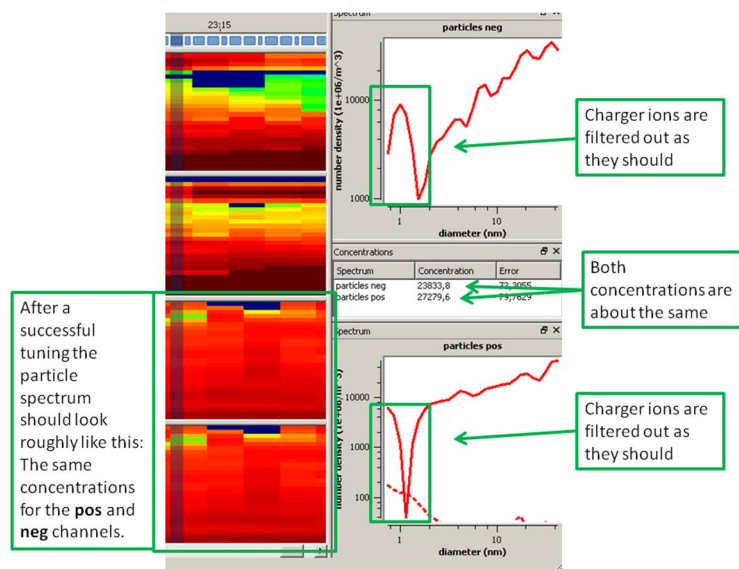 23:15
Spectrum
particles neg
number density (1e+06/m^3)
10000
1000
1
10
diameter (nm)
Charger ions are
filtered out as
they should
Concentrations
Spectrum Concentration Error
particles neg 23833,8 72,2055
particles pos 27279,6 79,7629
Both
concentrations are
about the same
After a
successful
tuning the
particle
spectrum
should look
roughly like this:
The same
concentrations
for the pos and
neg channels.
Spectrum
particles pos
number density (1e+06/m^3)
10000
1000
100
1
10
diameter (nm)
Charger ions are
filtered out as
they should